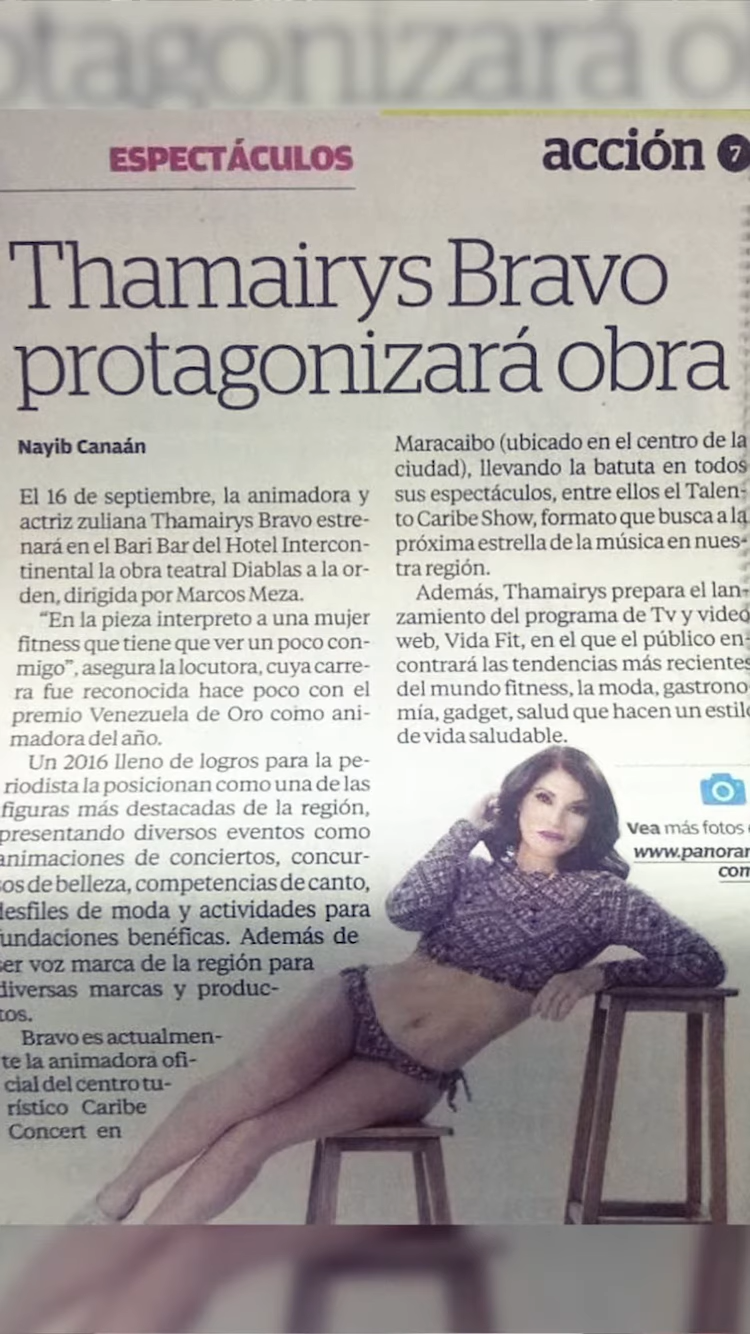 otagonizará o
ESPECTÁCULOS
acción 7
Thamairys Bravo
protagonizará obra
Nayib Canaán
El 16 de septiembre, la animadora y
actriz zuliana Thamairys Bravo estre-
nará en el Bari Bar del Hotel Intercon-
tinental la obra teatral Diablas a la or-
den, dirigida por Marcos Meza.
“En la pieza interpreto a una mujer
fitness que tiene que ver un poco con-
migo”, asegura la locutora, cuya carre-
ra fue reconocida hace poco con el
premio Venezuela de Oro como ani-
madora del año.
Un 2016 lleno de logros para la pe-
riodista la posicionan como una de las
figuras más destacadas de la región,
presentando diversos eventos como
animaciones de conciertos, concur-
os de belleza, competencias de canto,
desfiles de moda y actividades para
fundaciones benéficas. Además de
er voz marca de la región para
diversas marcas y produc-
tos.
Bravo es actualmen-
te la animadora ofi-
cial del centro tu-
rístico Caribe
Concert en
Maracaibo (ubicado en el centro de la
ciudad), llevando la batuta en todos
sus espectáculos, entre ellos el Talen-
to Caribe Show, formato que busca a la
próxima estrella de la música en nues-
tra región.
Además, Thamairys prepara el lan-
zamiento del programa de Tv y video
web, Vida Fit, en el que el público en-
contrará las tendencias más recientes
del mundo fitness, la moda, gastrono
mía, gadget, salud que hacen un estilo
de vida saludable.
Vea más fotos
www.panorar
com